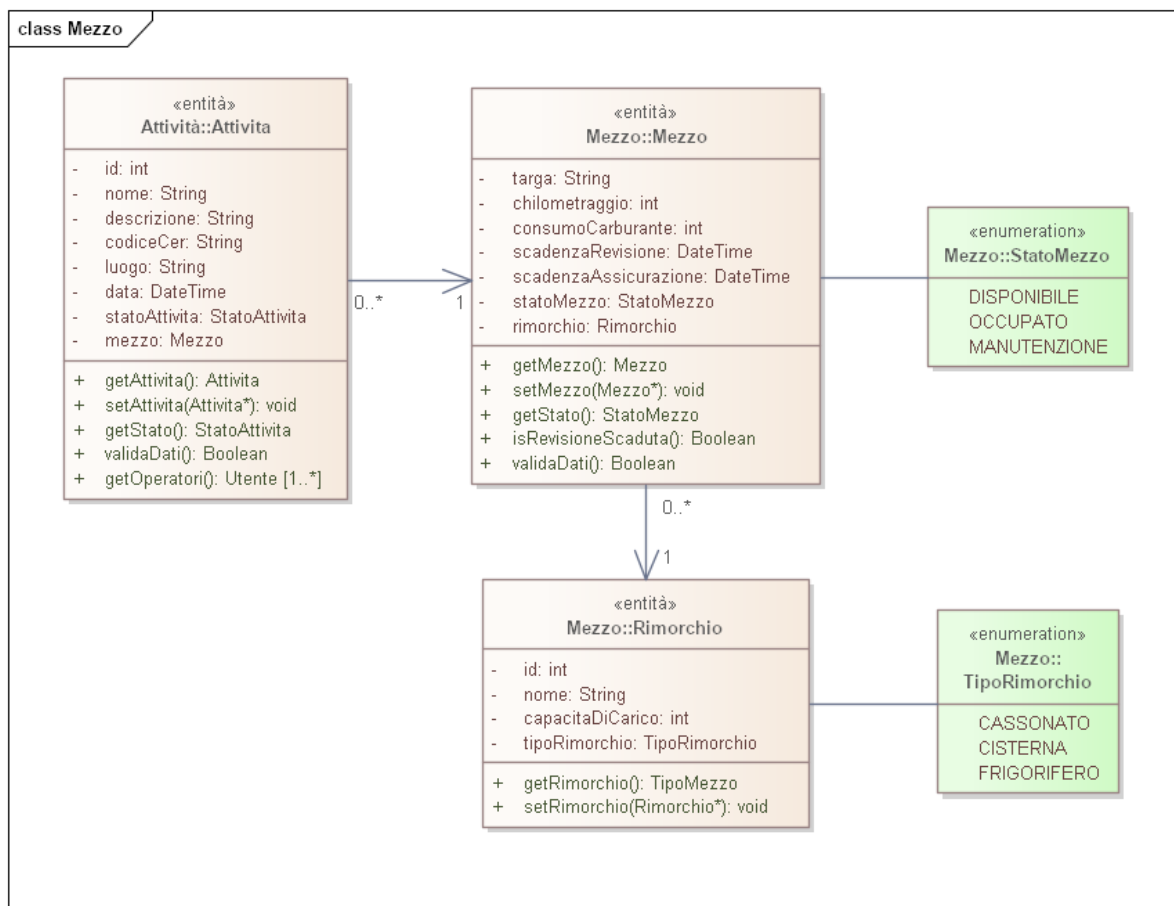 class Mezzo
«entità»
Attività::Attivita
- id: int
- nome: String
- descrizione: String
- codiceCer: String
- luogo: String
- data: DateTime
- statoAttivita: StatoAttivita
- mezzo: Mezzo
+ getAttivita(): Attivita
+ setAttivita(Attivita*): void
+ getStato(): StatoAttivita
+ validaDati(): Boolean
+ getOperatori(): Utente [1..*]
0..*
1
«entità»
Mezzo::Mezzo
- targa: String
- chilometraggio: int
- consumoCarburante: int
- scadenzaRevisione: DateTime
- scadenzaAssicurazione: DateTime
- statoMezzo: StatoMezzo
- rimorchio: Rimorchio
+ getMezzo(): Mezzo
+ setMezzo(Mezzo*): void
+ getStato(): StatoMezzo
+ isRevisioneScaduta(): Boolean
+ validaDati(): Boolean
«enumeration»
Mezzo::StatoMezzo
DISPONIBILE
OCCUPATO
MANUTENZIONE
0..*
1
«entità»
Mezzo::Rimorchio
- id: int
- nome: String
- capacitaDiCarico: int
- tipoRimorchio: TipoRimorchio
+ getRimorchio(): TipoMezzo
+ setRimorchio(Rimorchio*): void
«enumeration»
Mezzo::
TipoRimorchio
CASSONATO
CISTERNA
FRIGORIFERO